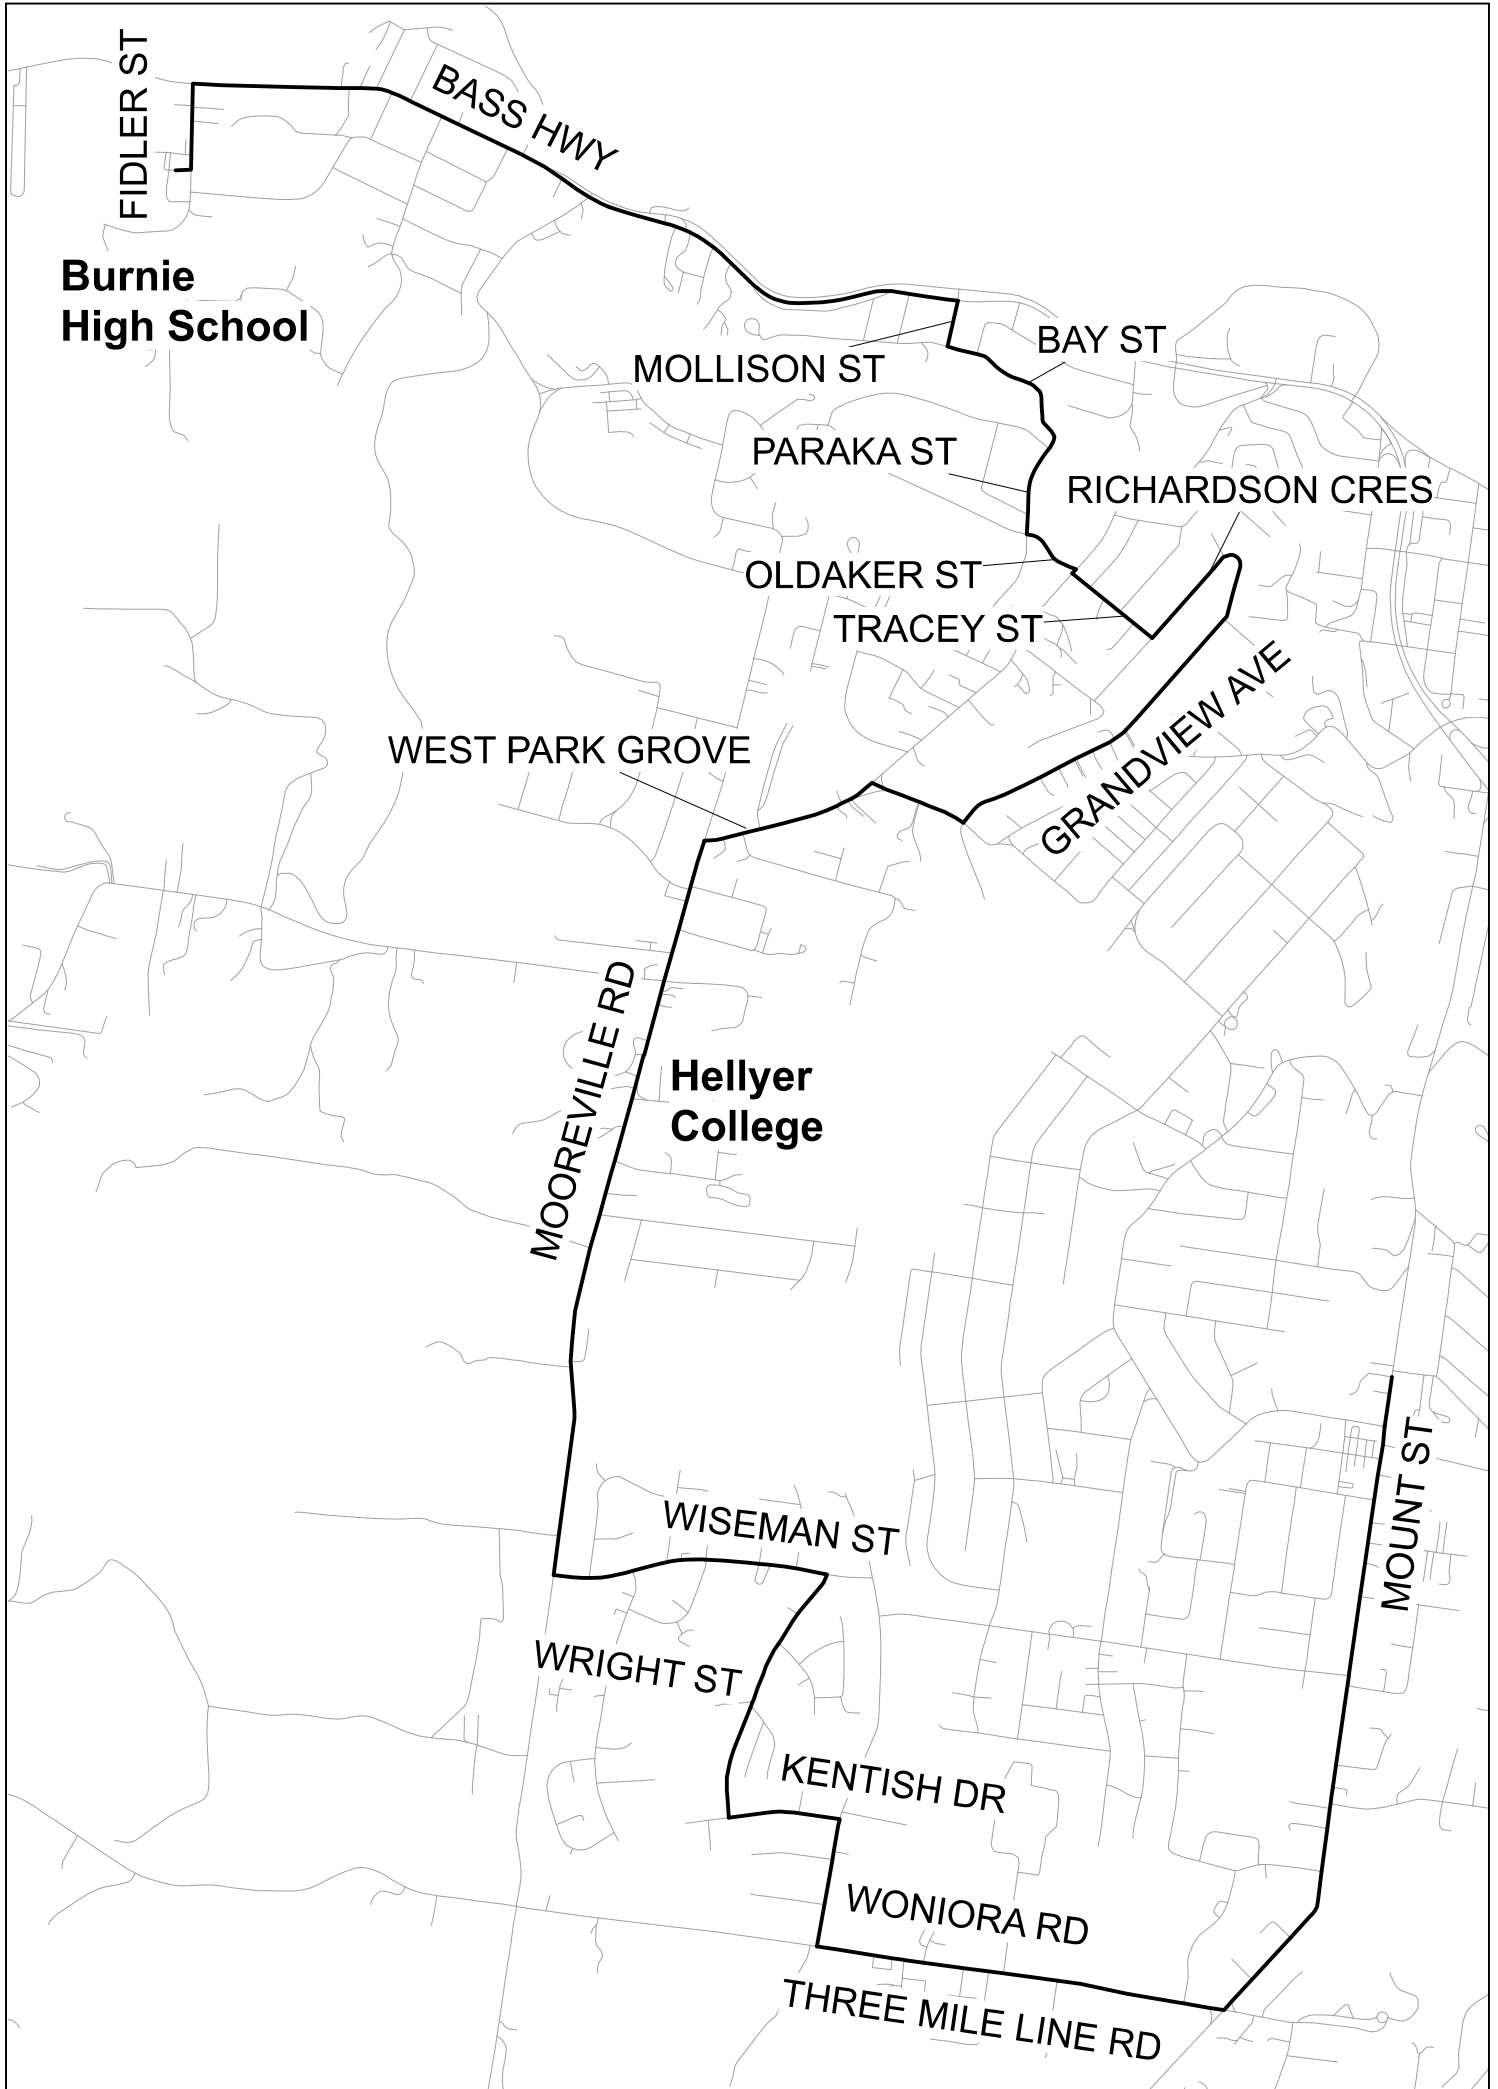 FIDLER ST
BASS HWY
Burnie
High School
MOLLISON ST
BAY ST
PARAKA ST
RICHARDSON CRES
OLDAKER ST
TRACEY ST
GRANDVIEW AVE
WEST PARK GROVE
MOOREVILLE RD
Hellyer
College
WISEMAN ST
MOUNT ST
WRIGHT ST
KENTISH DR
WONIORA RD
THREE MILE LINE RD